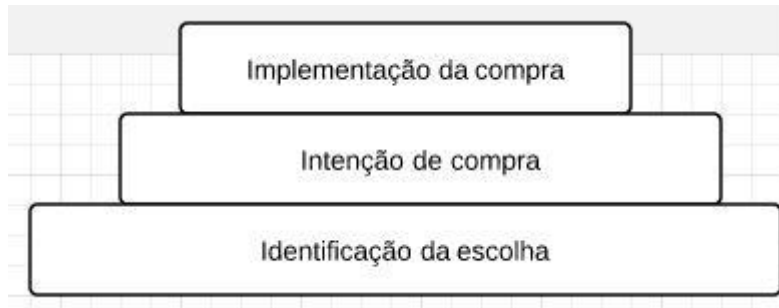 Implementação da compra
Intenção de compra
Identificação da escolha